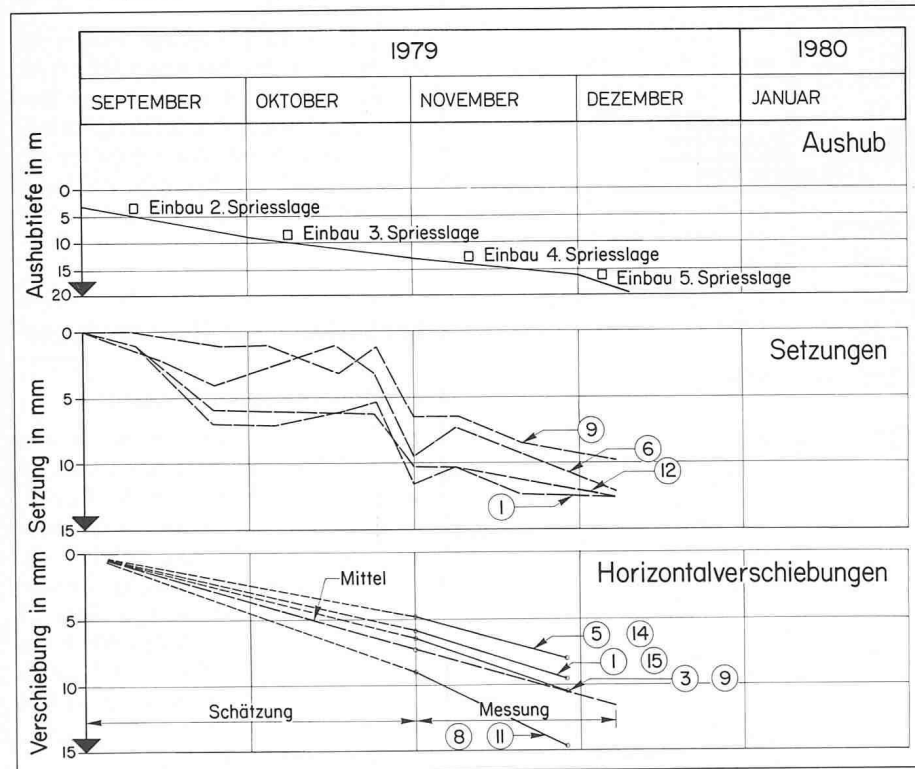 1979 1980
SEPTEMBER OKTOBER NOVEMBER DEZEMBER JANUAR
Aushub
Aushubtiefe in m
0
5
10
15
20
Einbau 2. Spriesslage
Einbau 3. Spriesslage
Einbau 4. Spriesslage
Einbau 5. Spriesslage
Setzungen
Setzung in mm
0
5
10
15
9
6
12
1
Horizontalverschiebungen
Verschiebung in mm
0
5
10
15
Mittel
5 14
1 15
3 9
Schätzung Messung
8 11